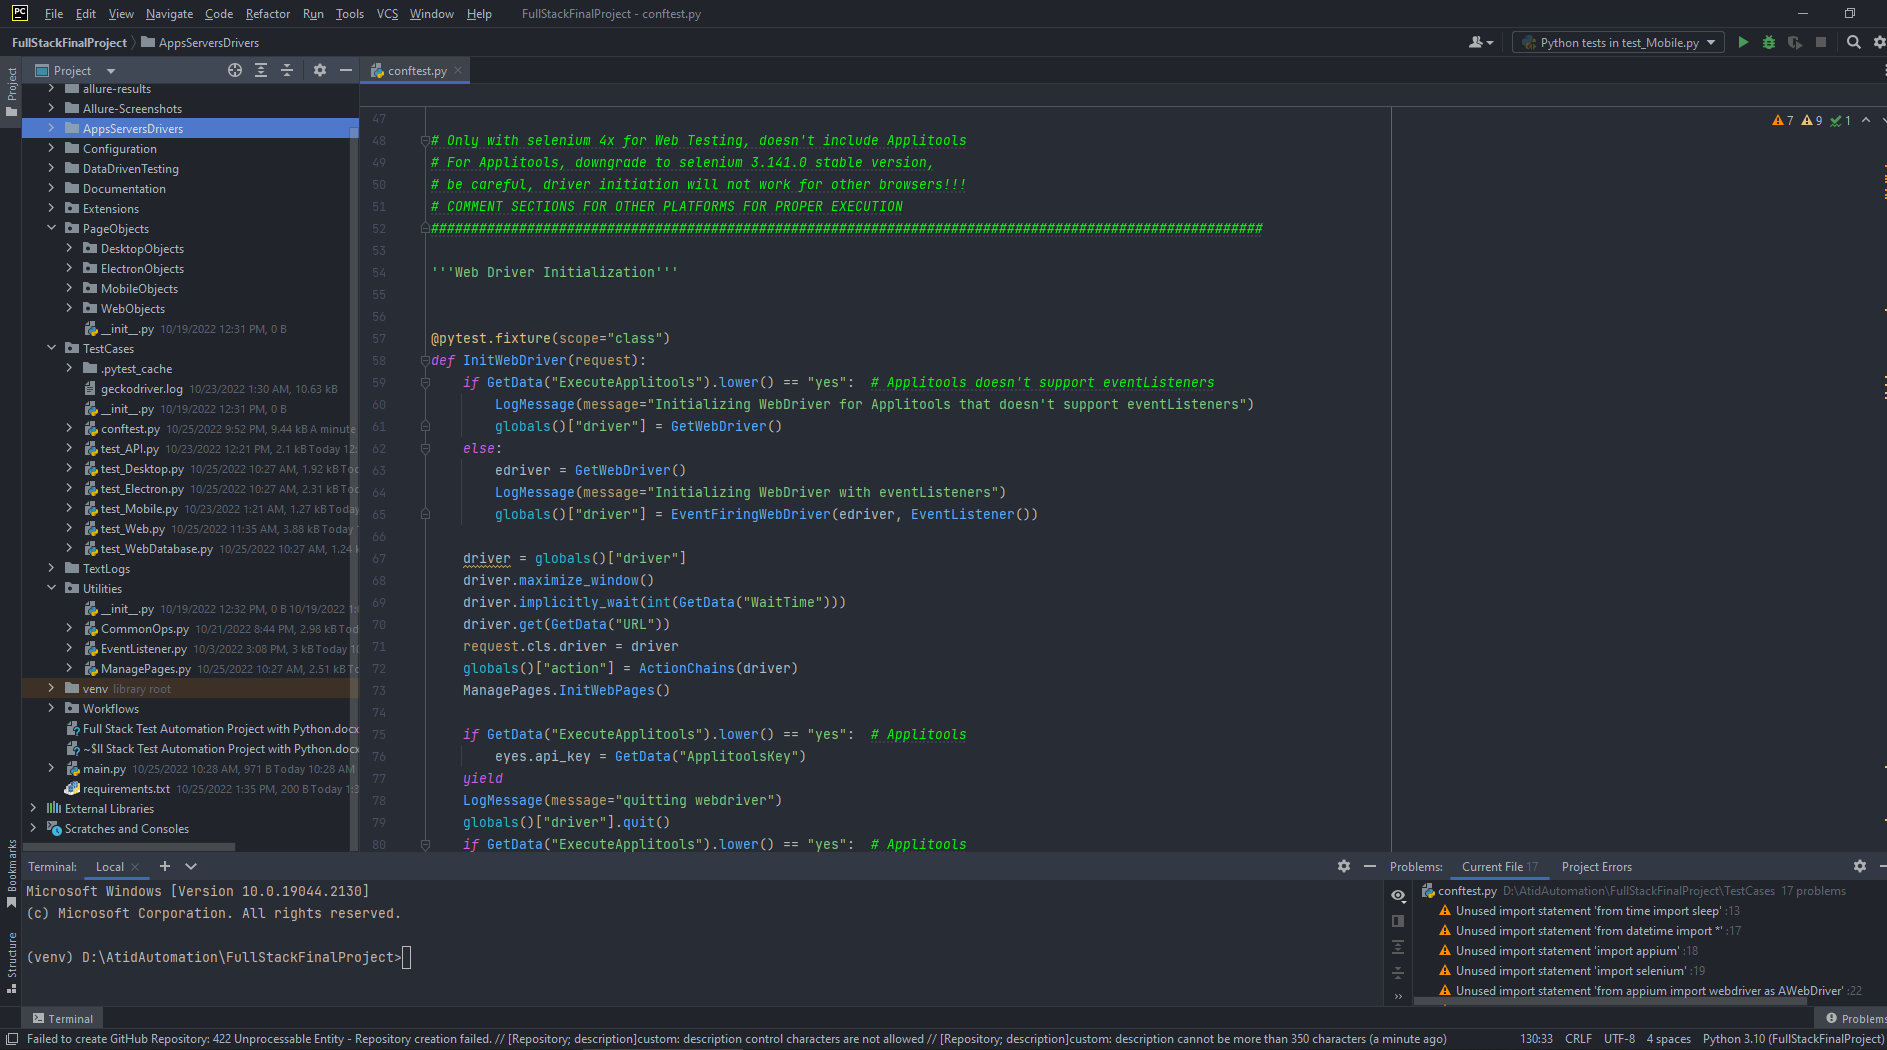 PC File Edit View Navigate Code Refactor Run Tools VCS Window Help FullStackFinalProject - conftest.py
FullStackFinalProject AppsServersDrivers Python tests in test_Mobile.py
Project
Project
conftest.py
allure-results
Allure-Screenshots
AppsServersDrivers
Configuration
DataDrivenTesting
Documentation
Extensions
PageObjects
DesktopObjects
ElectronObjects
MobileObjects
WebObjects
__init__.py 10/19/2022 12:31 PM, 0 B
TestCases
.pytest_cache
geckodriver.log 10/23/2022 1:30 AM, 10.63 kB
__init__.py 10/19/2022 12:31 PM, 0 B
conftest.py 10/25/2022 9:52 PM, 9.44 kB A minute
test_API.py 10/23/2022 12:21 PM, 2.1 kB Today 12:
test_Desktop.py 10/25/2022 10:27 AM, 1.92 kB Toc
test_Electron.py 10/25/2022 10:27 AM, 2.31 kB Toc
test_Mobile.py 10/23/2022 1:21 AM, 1.27 kB Today
test_Web.py 10/25/2022 11:35 AM, 3.88 kB Today
test_WebDatabase.py 10/25/2022 10:27 AM, 1.24 k
TextLogs
Utilities
__init__.py 10/19/2022 12:32 PM, 0 B 10/19/2022 1:
CommonOps.py 10/21/2022 8:44 PM, 2.98 kB Tod
EventListener.py 10/3/2022 3:08 PM, 3 kB Today 10
ManagePages.py 10/25/2022 10:27 AM, 2.51 kB To
venv library root
Workflows
Full Stack Test Automation Project with Python.docx
~$ll Stack Test Automation Project with Python.docx
main.py 10/25/2022 10:28 AM, 971 B Today 10:28 AM
requirements.txt 10/25/2022 1:35 PM, 200 B Today 1:3
External Libraries
Scratches and Consoles
7 9 1
47
48 # Only with selenium 4x for Web Testing, doesn't include Applitools
49 # For Applitools, downgrade to selenium 3.141.0 stable version,
50 # be careful, driver initiation will not work for other browsers!!!
51 # COMMENT SECTIONS FOR OTHER PLATFORMS FOR PROPER EXECUTION
52 ########################################################################################################
53
54 '''Web Driver Initialization'''
55
56
57 @pytest.fixture(scope="class")
58 def InitWebDriver(request):
59 if GetData("ExecuteApplitools").lower() == "yes":  # Applitools doesn't support eventListeners
60 LogMessage(message="Initializing WebDriver for Applitools that doesn't support eventListeners")
61 globals()["driver"] = GetWebDriver()
62 else:
63 edriver = GetWebDriver()
64 LogMessage(message="Initializing WebDriver with eventListeners")
65 globals()["driver"] = EventFiringWebDriver(edriver, EventListener())
66
67 driver = globals()["driver"]
68 driver.maximize_window()
69 driver.implicitly_wait(int(GetData("WaitTime")))
70 driver.get(GetData("URL"))
71 request.cls.driver = driver
72 globals()["action"] = ActionChains(driver)
73 ManagePages.InitWebPages()
74
75 if GetData("ExecuteApplitools").lower() == "yes":  # Applitools
76 eyes.api_key = GetData("ApplitoolsKey")
77 yield
78 LogMessage(message="quitting webdriver")
79 globals()["driver"].quit()
80 if GetData("ExecuteApplitools").lower() == "yes":  # Applitools
Bookmarks
Structure
Terminal: Local
Microsoft Windows [Version 10.0.19044.2130]
(c) Microsoft Corporation. All rights reserved.
(venv) D:\AtidAutomation\FullStackFinalProject>
Problems: Current File 17 Project Errors
conftest.py D:\AtidAutomation\FullStackFinalProject\TestCases 17 problems
Unused import statement 'from time import sleep' :13
Unused import statement 'from datetime import *' :17
Unused import statement 'import appium' :18
Unused import statement 'import selenium' :19
Unused import statement 'from appium import webdriver as AWebDriver' :22
Terminal
Problems
Failed to create GitHub Repository: 422 Unprocessable Entity - Repository creation failed. // [Repository; description]custom: description control characters are not allowed // [Repository; description]custom: description cannot be more than 350 characters (a minute ago) 130:33 CRLF UTF-8 4 spaces Python 3.10 (FullStackFinalProject)